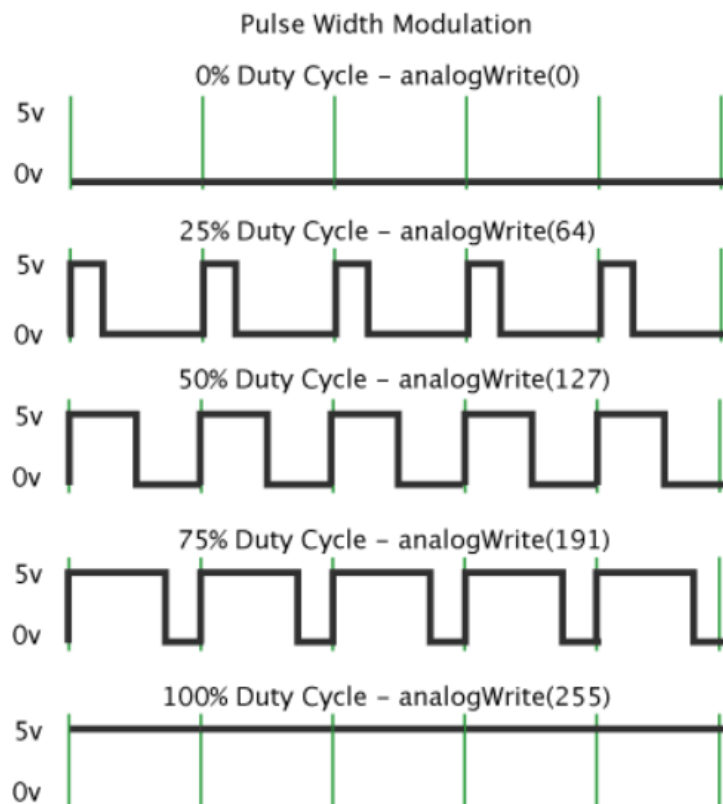 Pulse Width Modulation
0% Duty Cycle – analogWrite(0)
5v
0v
25% Duty Cycle – analogWrite(64)
5v
0v
50% Duty Cycle – analogWrite(127)
5v
0v
75% Duty Cycle – analogWrite(191)
5v
0v
100% Duty Cycle – analogWrite(255)
5v
0v